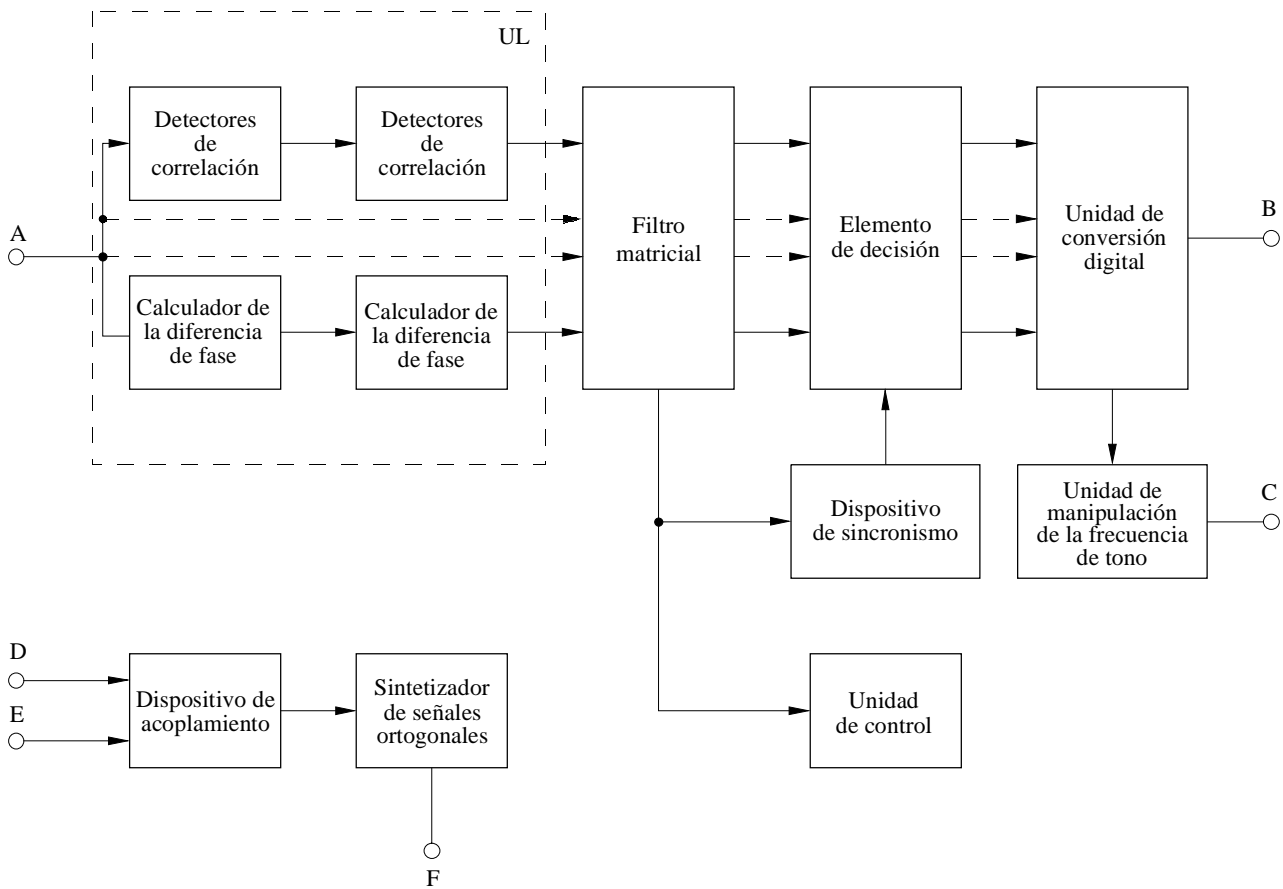 UL
Detectores
de
correlación
Detectores
de
correlación
A
Filtro
matricial
Elemento
de decisión
Unidad de
conversión
digital
B
Calculador de
la diferencia
de fase
Calculador de
la diferencia
de fase
Dispositivo
de sincronismo
Unidad de
manipulación
de la frecuencia
de tono
C
D
E
Dispositivo de
acoplamiento
Sintetizador
de señales
ortogonales
Unidad
de control
F